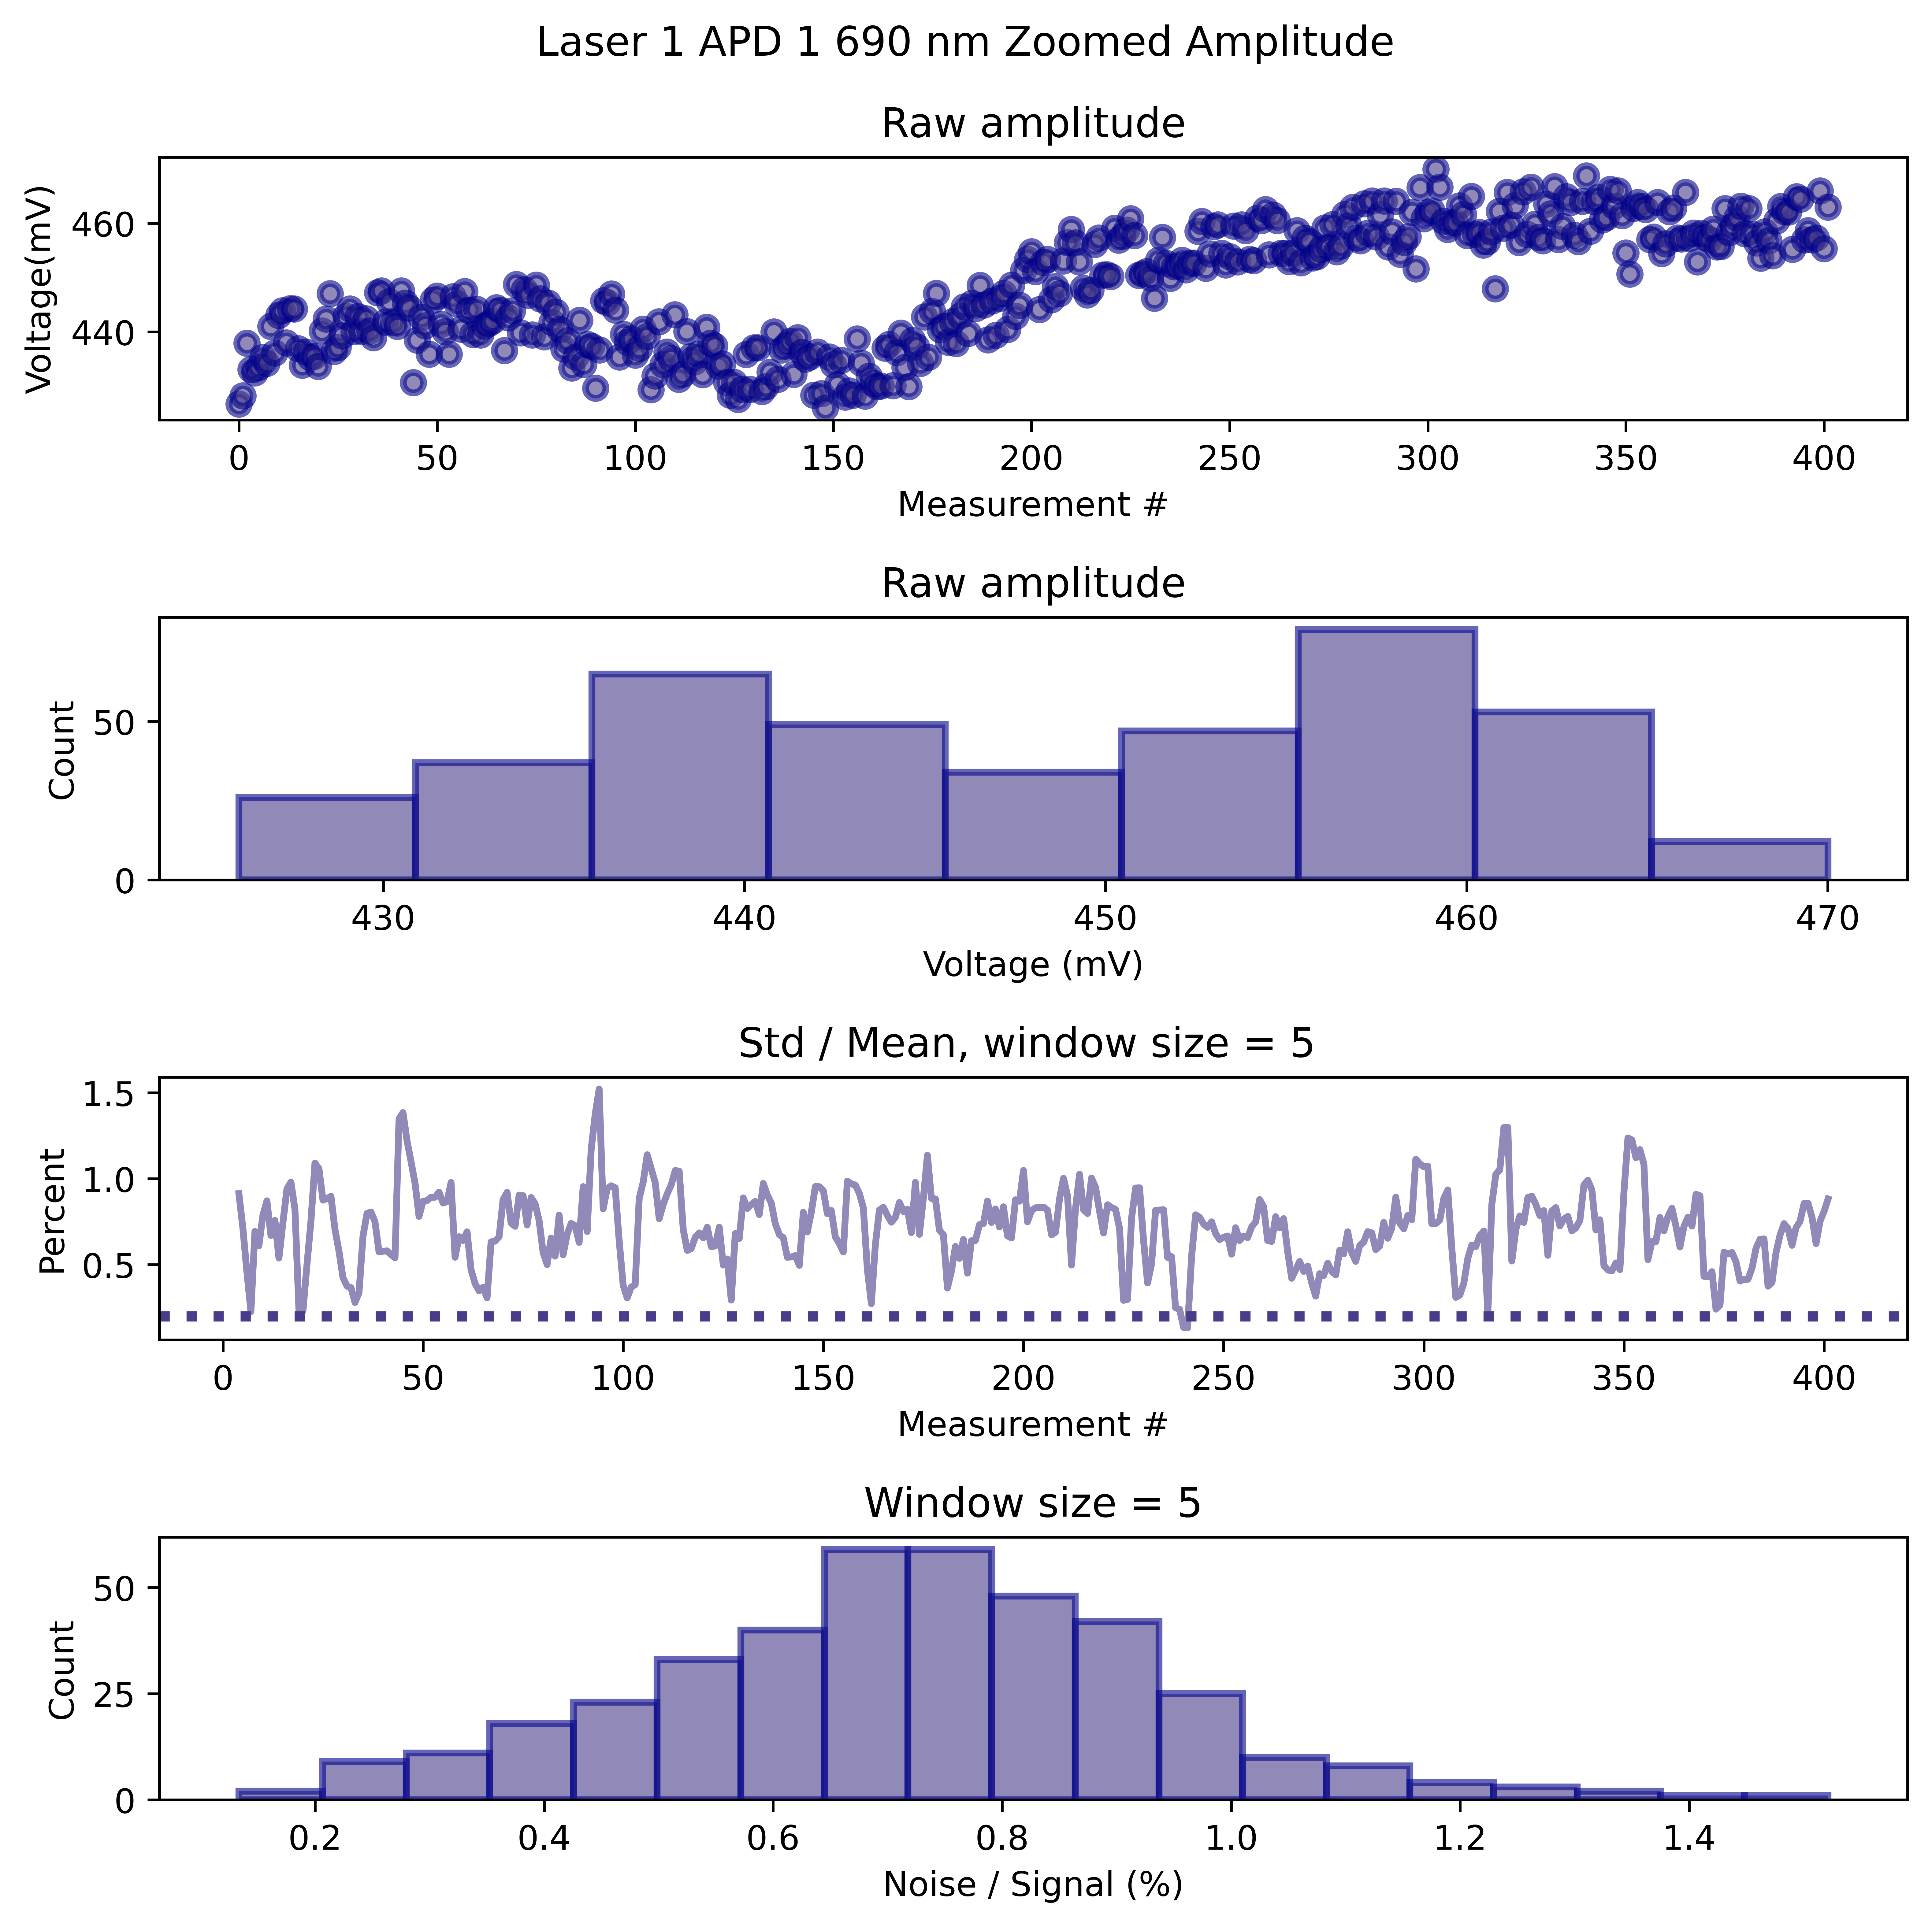 Laser 1 APD 1 690 nm Zoomed Amplitude
Raw amplitude
Voltage(mV)
460
440
0 50 100 150 200 250 300 350 400
Measurement #
Raw amplitude
Count
50
0
430 440 450 460 470
Voltage (mV)
Std / Mean, window size = 5
Percent
1.5
1.0
0.5
0 50 100 150 200 250 300 350 400
Measurement #
Window size = 5
Count
50
25
0
0.2 0.4 0.6 0.8 1.0 1.2 1.4
Noise / Signal (%)